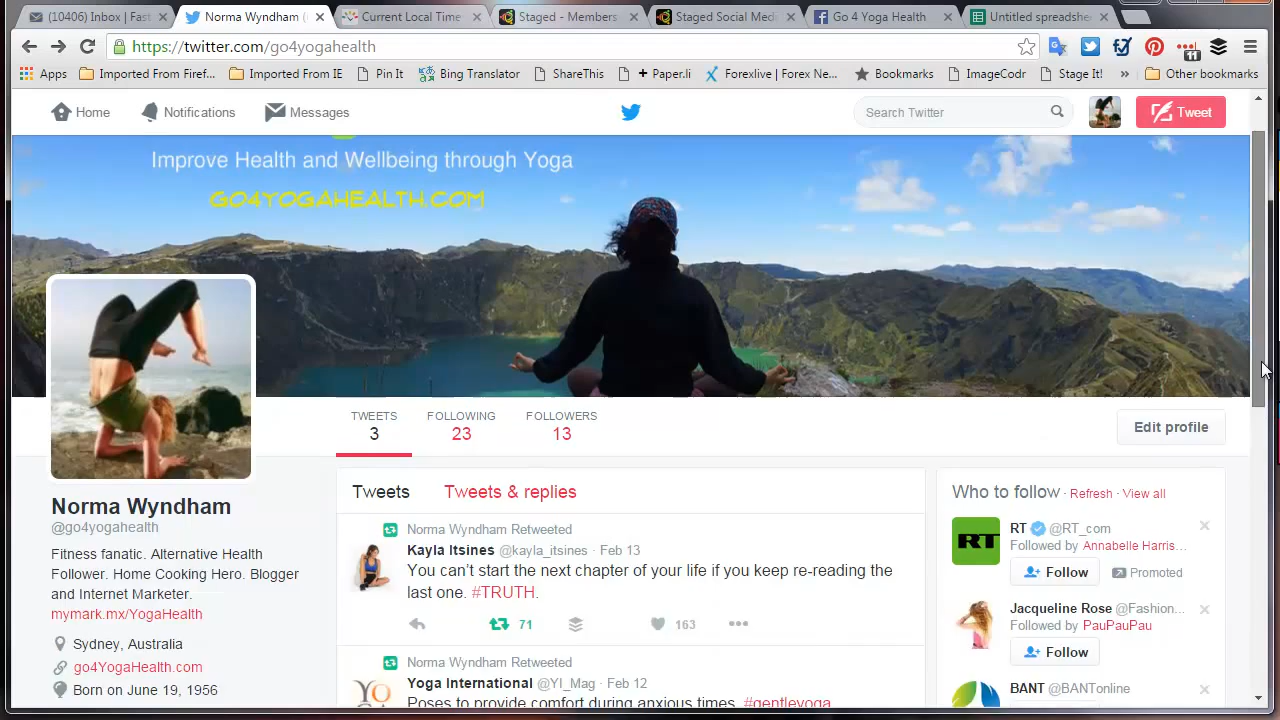 (10406) Inbox | Fast
Norma Wyndham (
Current Local Time
Staged - Members
Staged Social Medi
Go 4 YogaHealth
Untitled spreadshe
https://twitter.com/go4yogahealth
11
Apps
Imported From Firef...
Imported From IE
Pin It
Bing Translator
ShareThis
+ Paper.li
Forexlive | Forex Ne...
Bookmarks
ImageCodr
Stage It!
»
Other bookmarks
Home
Notifications
Messages
Search Twitter
Tweet
Improve Health and Wellbeing through Yoga
GO4YOGAHEALTH.COM
TWEETS
3
FOLLOWING
23
FOLLOWERS
13
Edit profile
Norma Wyndham
@go4yogahealth
Fitness fanatic. Alternative Health
Follower. Home Cooking Hero. Blogger
and Internet Marketer.
mymark.mx/YogaHealth
Sydney, Australia
go4YogaHealth.com
Born on June 19, 1956
Tweets
Tweets & replies
Norma Wyndham Retweeted
Kayla Itsines @kayla_itsines · Feb 13
You can't start the next chapter of your life if you keep re-reading the
last one. #TRUTH.
71
163
Norma Wyndham Retweeted
Yoga International @YI_Mag · Feb 12
Poses to provide comfort during anxious times. #gentleyoga
YO
Who to follow · Refresh · View all
RT
RT @RT_com
Followed by Annabelle Harris...
Follow
Promoted
Jacqueline Rose @Fashion...
Followed by PauPauPau
Follow
BANT @BANTonline